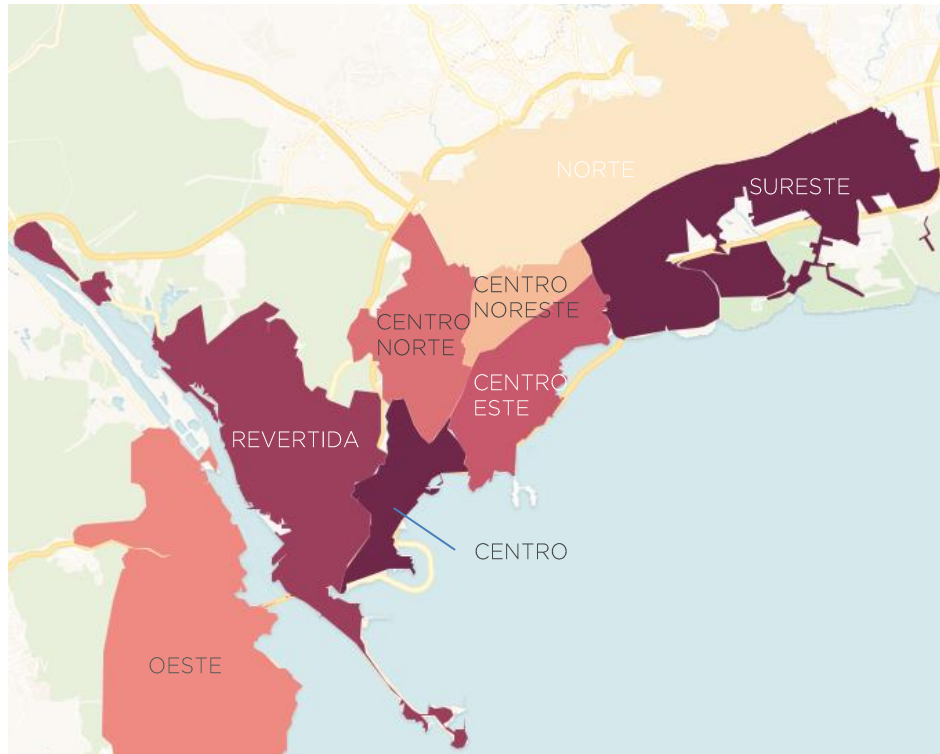 NORTE
SURESTE
CENTRO
NORESTE
CENTRO
NORTE
CENTRO
ESTE
REVERTIDA
CENTRO
OESTE